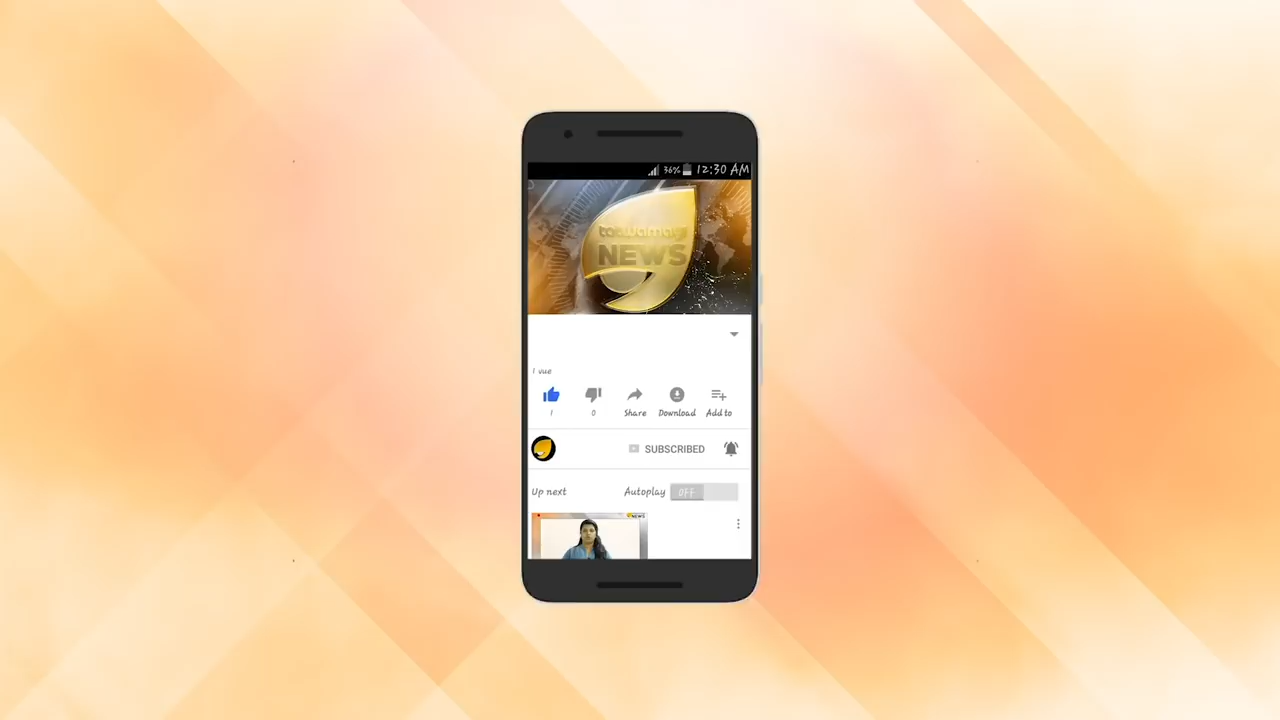 36% 12:30 AM
tatwamayi
NEWS
1 vue
1 0 Share Download Add to
SUBSCRIBED
Up next Autoplay OFF
NEWS